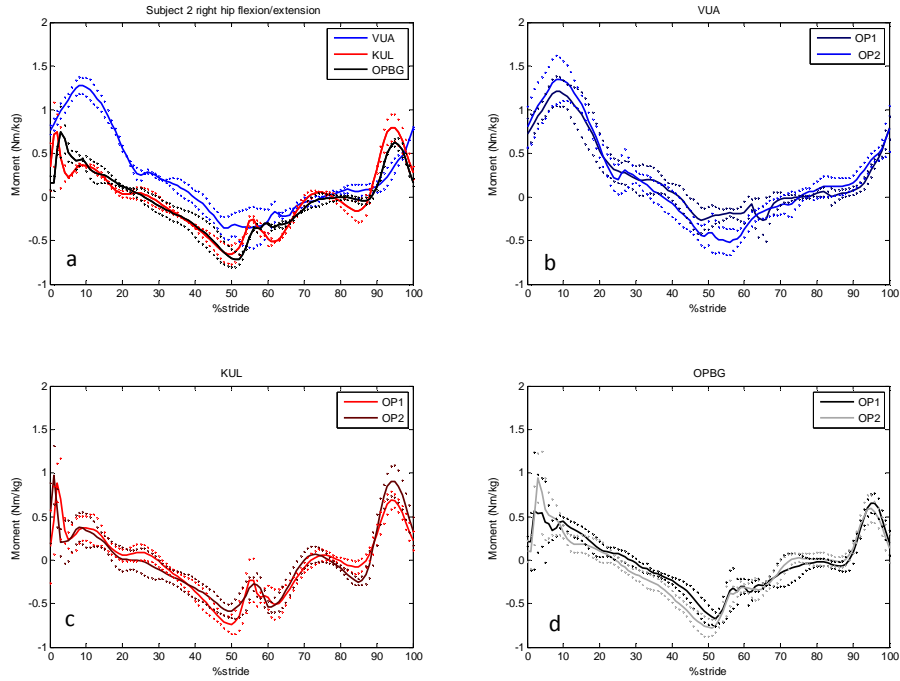 Subject 2 right hip flexion/extension
VUA
KUL
OPBG
2
1.5
1
0.5
0
-0.5
-1
Moment (Nm/kg)
a
0 10 20 30 40 50 60 70 80 90 100
%stride
VUA
OP1
OP2
2
1.5
1
0.5
0
-0.5
-1
Moment (Nm/kg)
b
0 10 20 30 40 50 60 70 80 90 100
%stride
KUL
OP1
OP2
2
1.5
1
0.5
0
-0.5
-1
Moment (Nm/kg)
c
0 10 20 30 40 50 60 70 80 90 100
%stride
OPBG
OP1
OP2
2
1.5
1
0.5
0
-0.5
-1
Moment (Nm/kg)
d
0 10 20 30 40 50 60 70 80 90 100
%stride